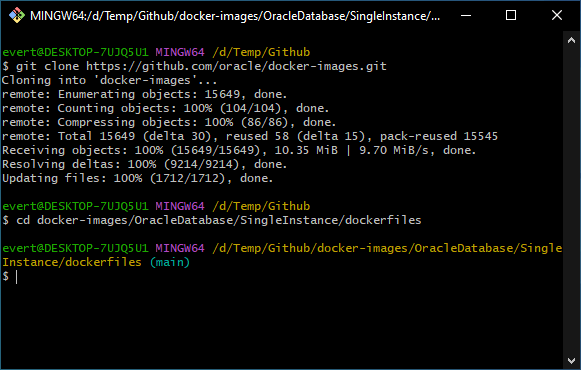 MINGW64:/d/Temp/Github/docker-images/OracleDatabase/SingleInstance/...
evert@DESKTOP-7UJQ5U1 MINGW64 /d/Temp/Github
$ git clone https://github.com/oracle/docker-images.git
Cloning into 'docker-images'...
remote: Enumerating objects: 15649, done.
remote: Counting objects: 100% (104/104), done.
remote: Compressing objects: 100% (86/86), done.
remote: Total 15649 (delta 30), reused 58 (delta 15), pack-reused 15545
Receiving objects: 100% (15649/15649), 10.35 MiB | 9.70 MiB/s, done.
Resolving deltas: 100% (9214/9214), done.
Updating files: 100% (1712/1712), done.
evert@DESKTOP-7UJQ5U1 MINGW64 /d/Temp/Github
$ cd docker-images/OracleDatabase/SingleInstance/dockerfiles
evert@DESKTOP-7UJQ5U1 MINGW64 /d/Temp/Github/docker-images/OracleDatabase/Single
Instance/dockerfiles (main)
$